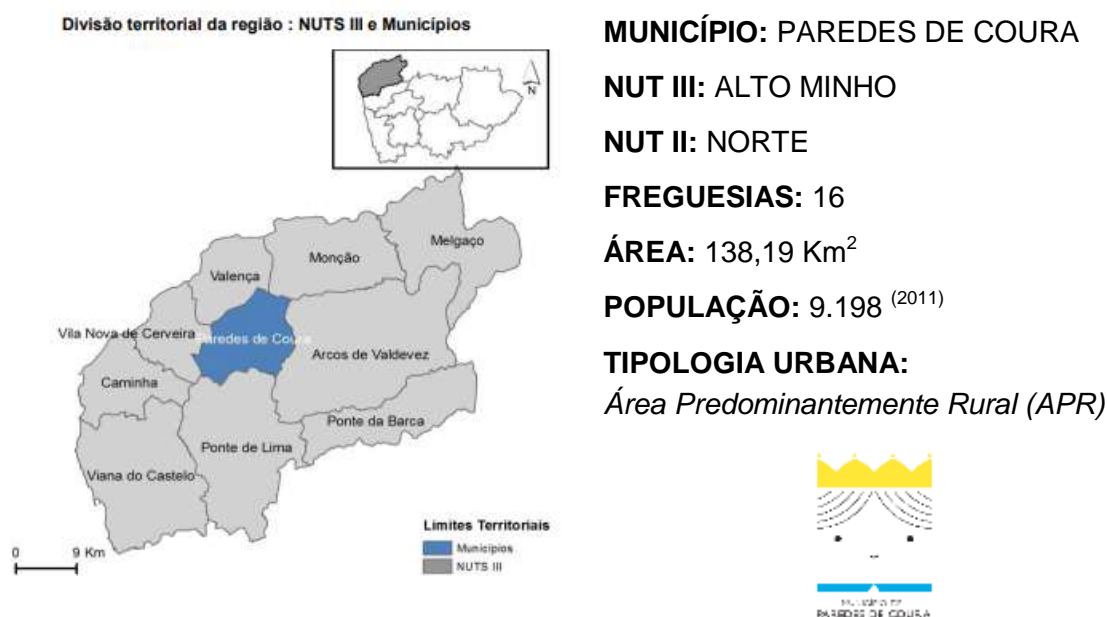 Divisão territorial da região : NUTS III e Municípios
N
Melgaço
Monção
Valença
Vila Nova de Cerveira
Paredes de Coura
Arcos de Valdevez
Caminha
Ponte da Barca
Ponte de Lima
Viana do Castelo
Limites Territoriais
Municípios
NUTS III
0 9 Km
MUNICÍPIO: PAREDES DE COURA
NUT III: ALTO MINHO
NUT II: NORTE
FREGUESIAS: 16
ÁREA: 138,19 Km²
POPULAÇÃO: 9.198 (2011)
TIPOLOGIA URBANA:
Área Predominantemente Rural (APR)
PAREDES DE COURA